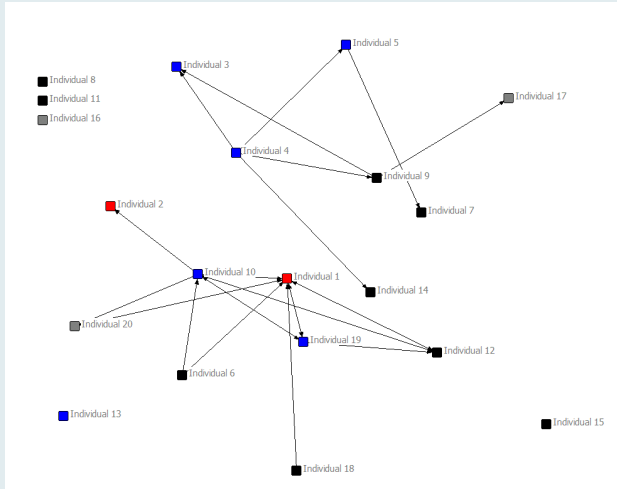 Individual 5
Individual 3
Individual 8
Individual 17
Individual 11
Individual 16
Individual 4
Individual 9
Individual 2
Individual 7
Individual 10
Individual 1
Individual 14
Individual 20
Individual 19
Individual 12
Individual 6
Individual 13
Individual 15
Individual 18